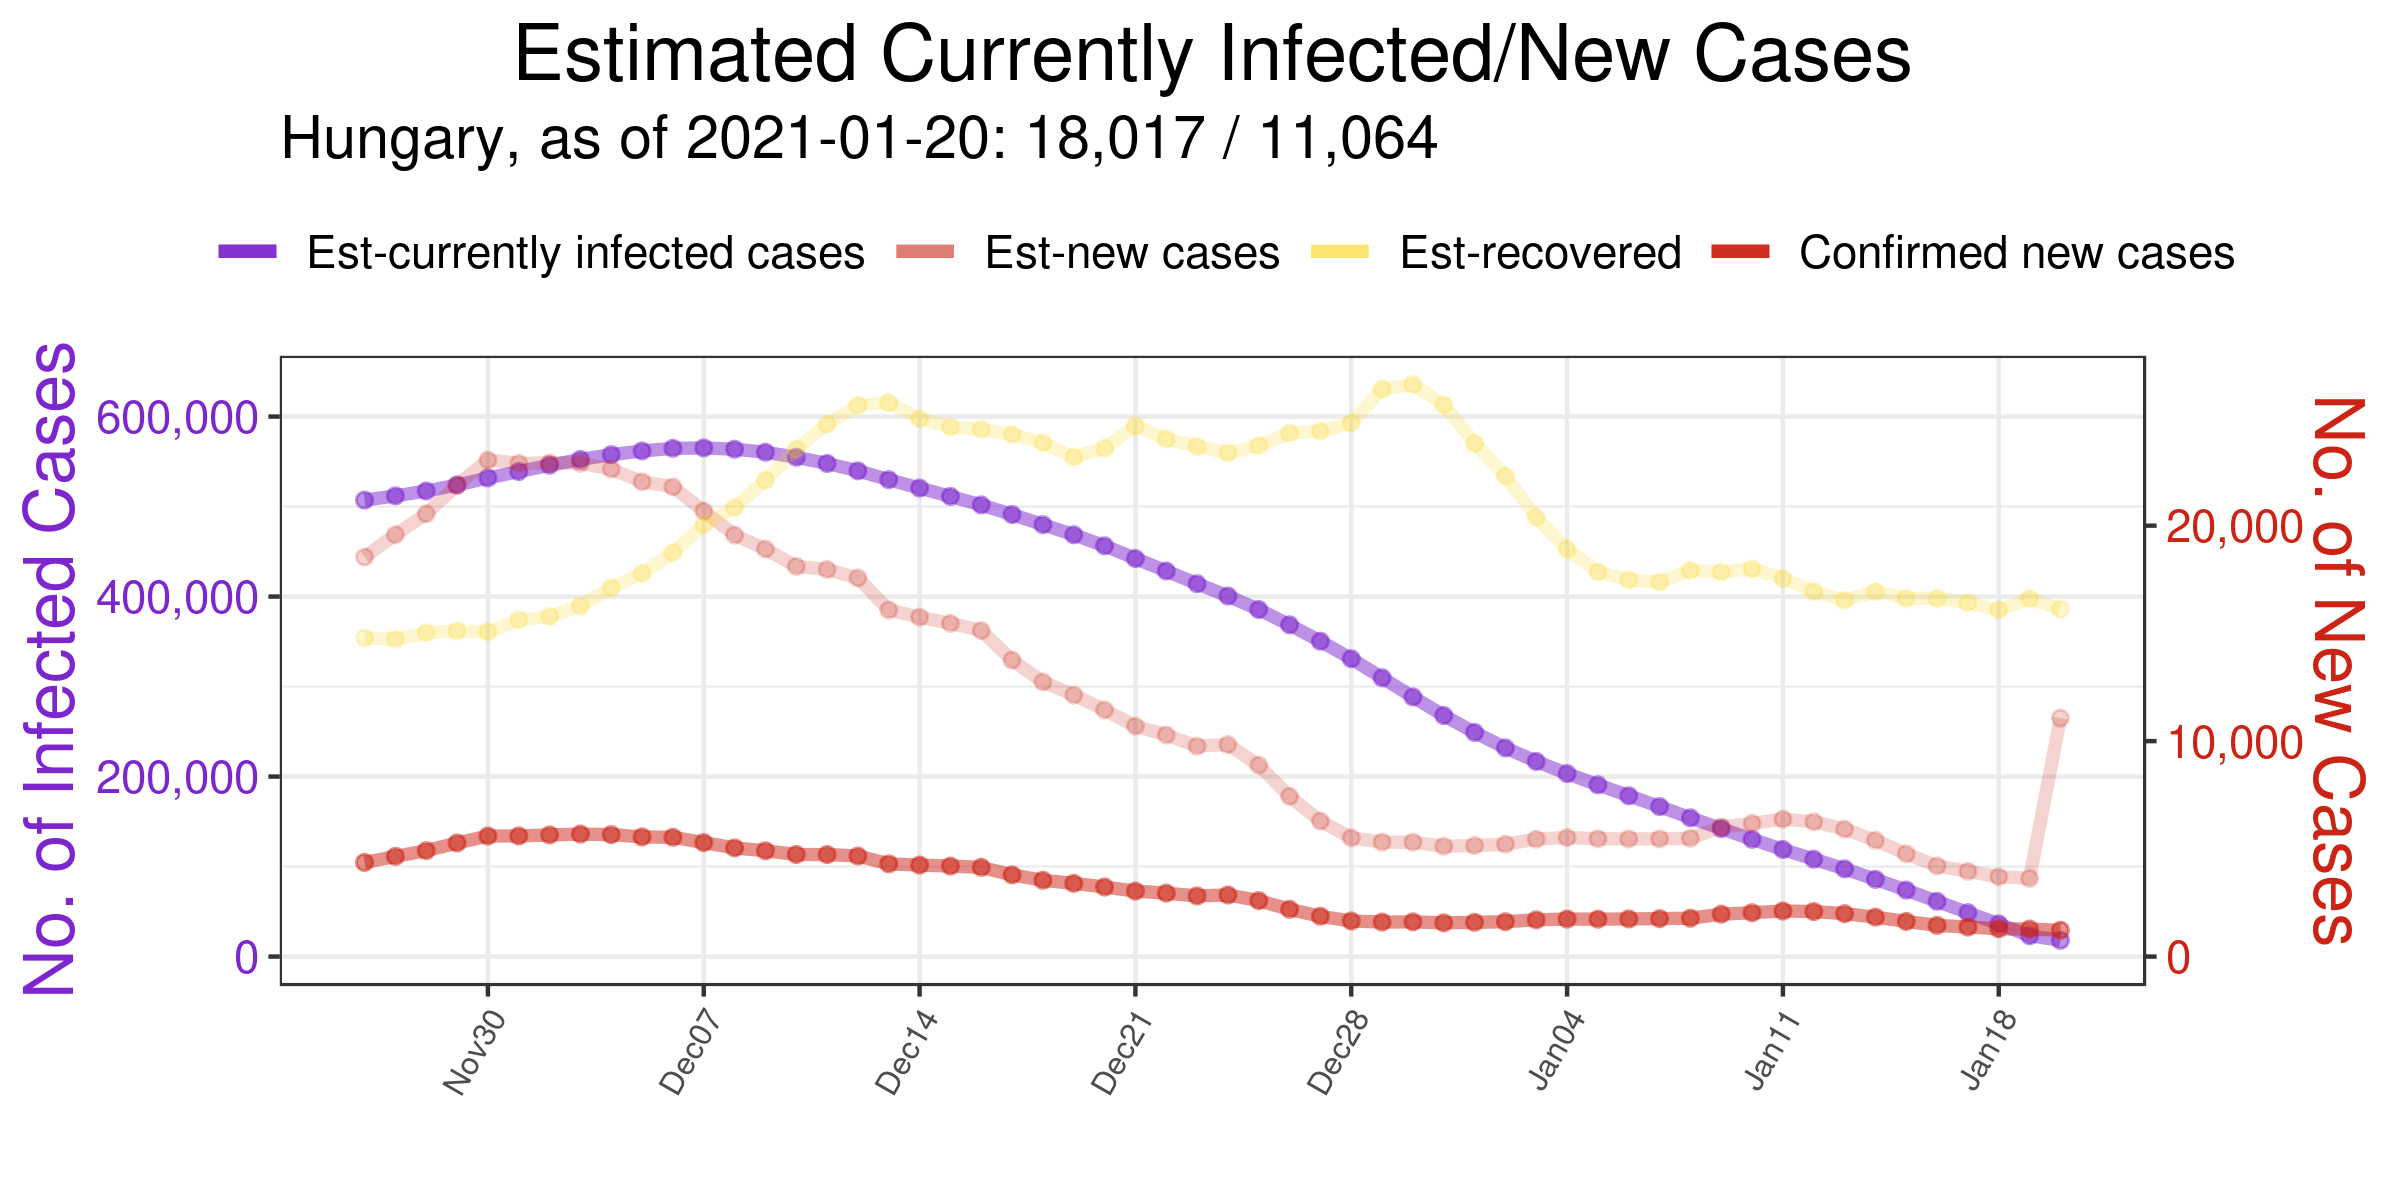 Estimated Currently Infected/New Cases
Hungary, as of 2021-01-20: 18,017 / 11,064
Est-currently infected cases Est-new cases Est-recovered Confirmed new cases
No. of Infected Cases
600,000
400,000
200,000
0
20,000
10,000
0
No. of New Cases
Nov30 Dec07 Dec14 Dec21 Dec28 Jan04 Jan11 Jan18